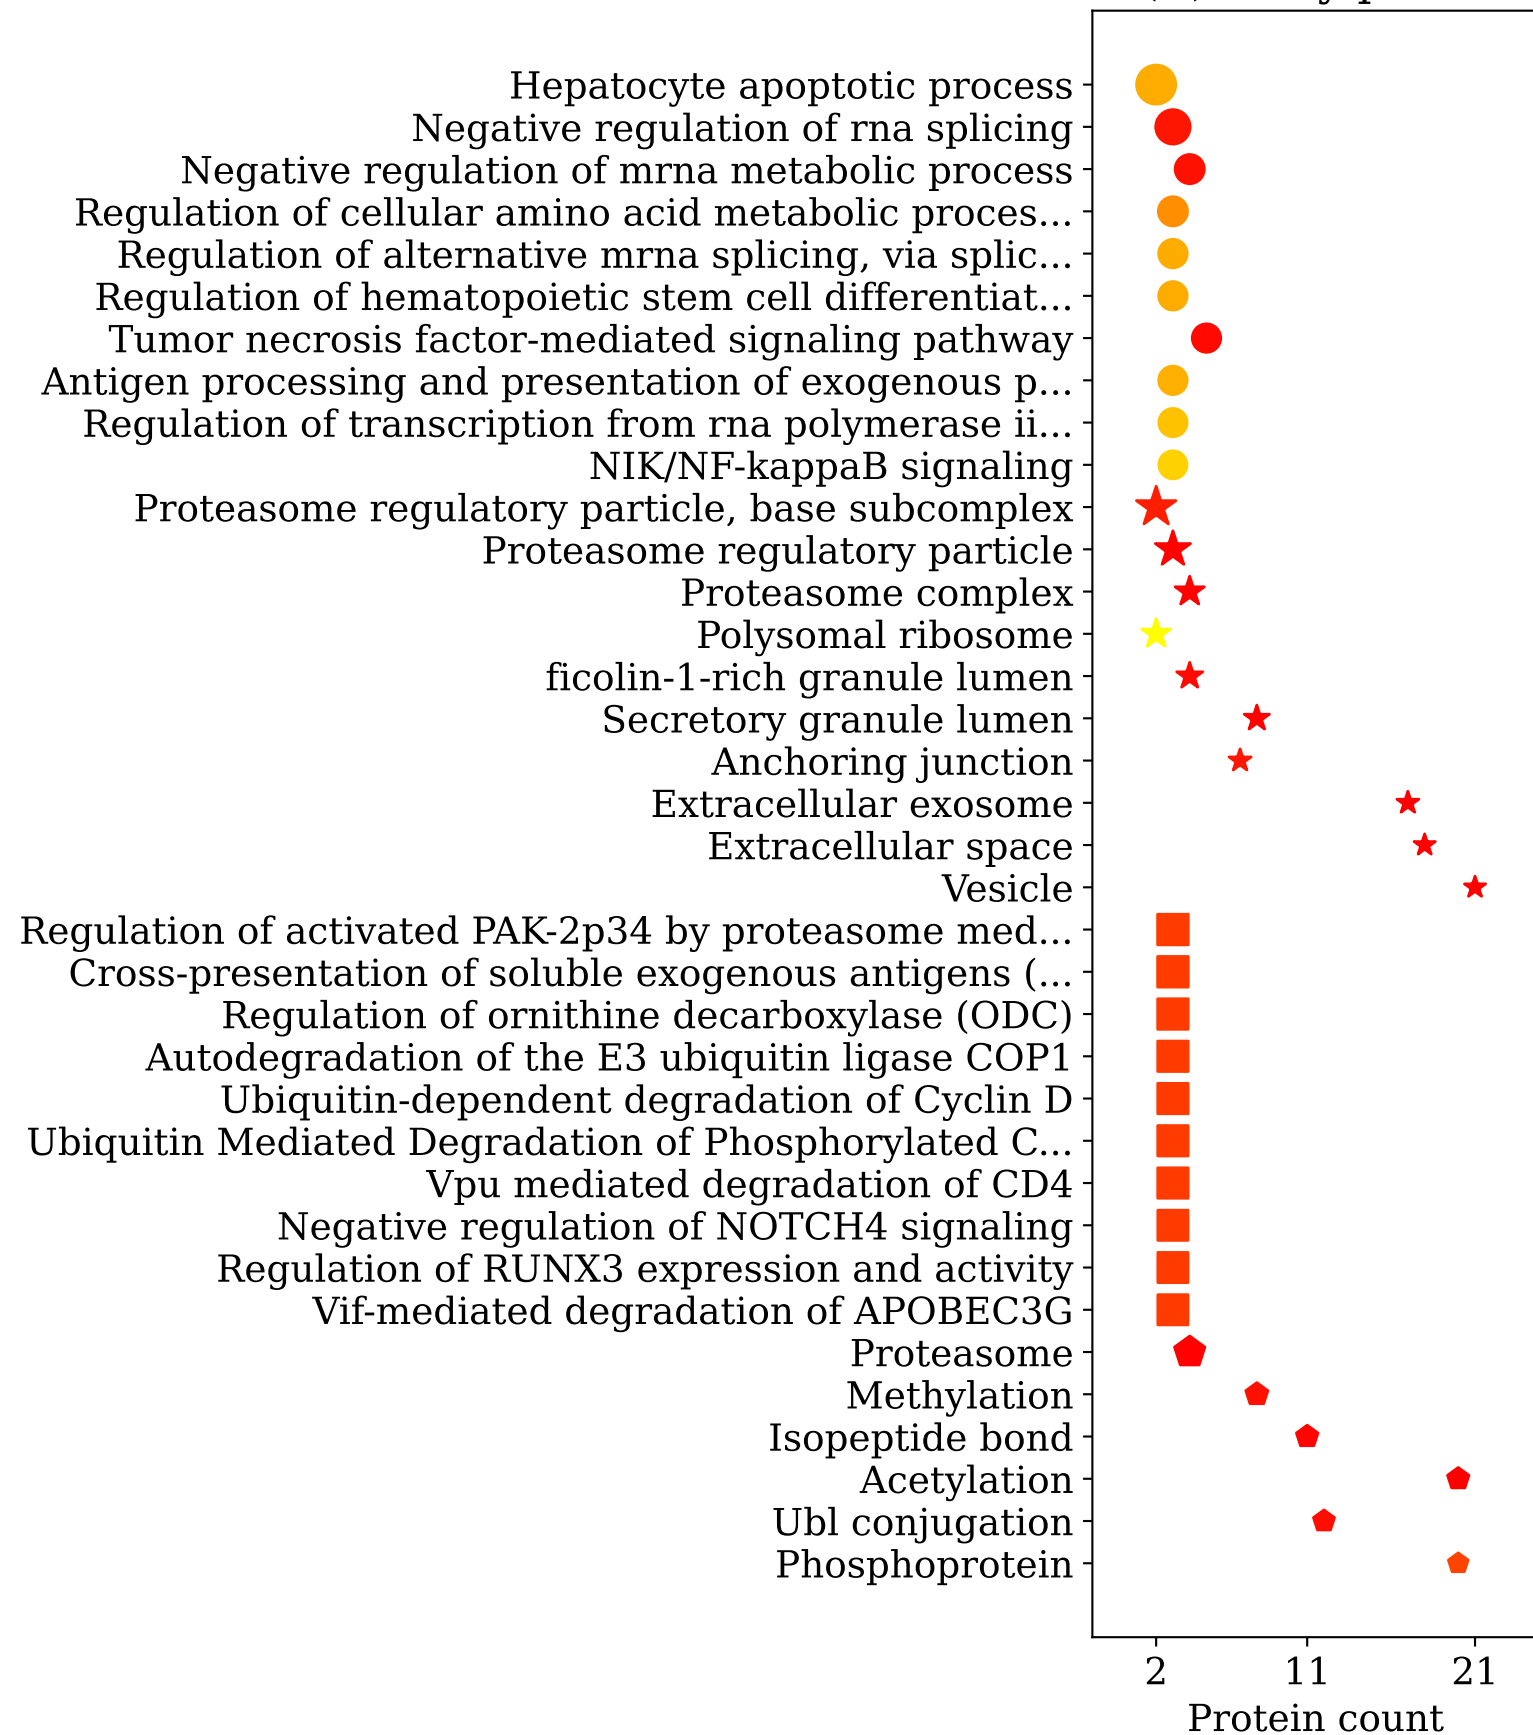 Hepatocyte apoptotic process
Negative regulation of rna splicing
Negative regulation of mrna metabolic process
Regulation of cellular amino acid metabolic proces...
Regulation of alternative mrna splicing, via splic...
Regulation of hematopoietic stem cell differentiat...
Tumor necrosis factor-mediated signaling pathway
Antigen processing and presentation of exogenous p...
Regulation of transcription from rna polymerase ii...
NIK/NF-kappaB signaling
Proteasome regulatory particle, base subcomplex
Proteasome regulatory particle
Proteasome complex
Polysomal ribosome
ficolin-1-rich granule lumen
Secretory granule lumen
Anchoring junction
Extracellular exosome
Extracellular space
Vesicle
Regulation of activated PAK-2p34 by proteasome med...
Cross-presentation of soluble exogenous antigens (...
Regulation of ornithine decarboxylase (ODC)
Autodegradation of the E3 ubiquitin ligase COP1
Ubiquitin-dependent degradation of Cyclin D
Ubiquitin Mediated Degradation of Phosphorylated C...
Vpu mediated degradation of CD4
Negative regulation of NOTCH4 signaling
Regulation of RUNX3 expression and activity
Vif-mediated degradation of APOBEC3G
Proteasome
Methylation
Isopeptide bond
Acetylation
Ubl conjugation
Phosphoprotein
2 11 21
Protein count